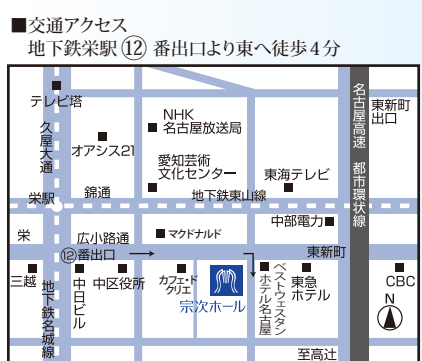 ■交通アクセス
地下鉄栄駅⑫番出口より東へ徒歩4分
テレビ塔
久屋大通
オアシス21
NHK
名古屋放送局
愛知芸術
文化センター
東海テレビ
名古屋高速 都市環状線
東新町
出口
栄駅
錦通
地下鉄東山線
中部電力
栄
広小路通
マクドナルド
東新町
⑫番出口
三越
地下鉄名城線
中日ビル
中区役所
カフェ・ド
クリエ
宗次ホール
ベストウェスタン
ホテル名古屋
東急
ホテル
CBC
N
至高辻